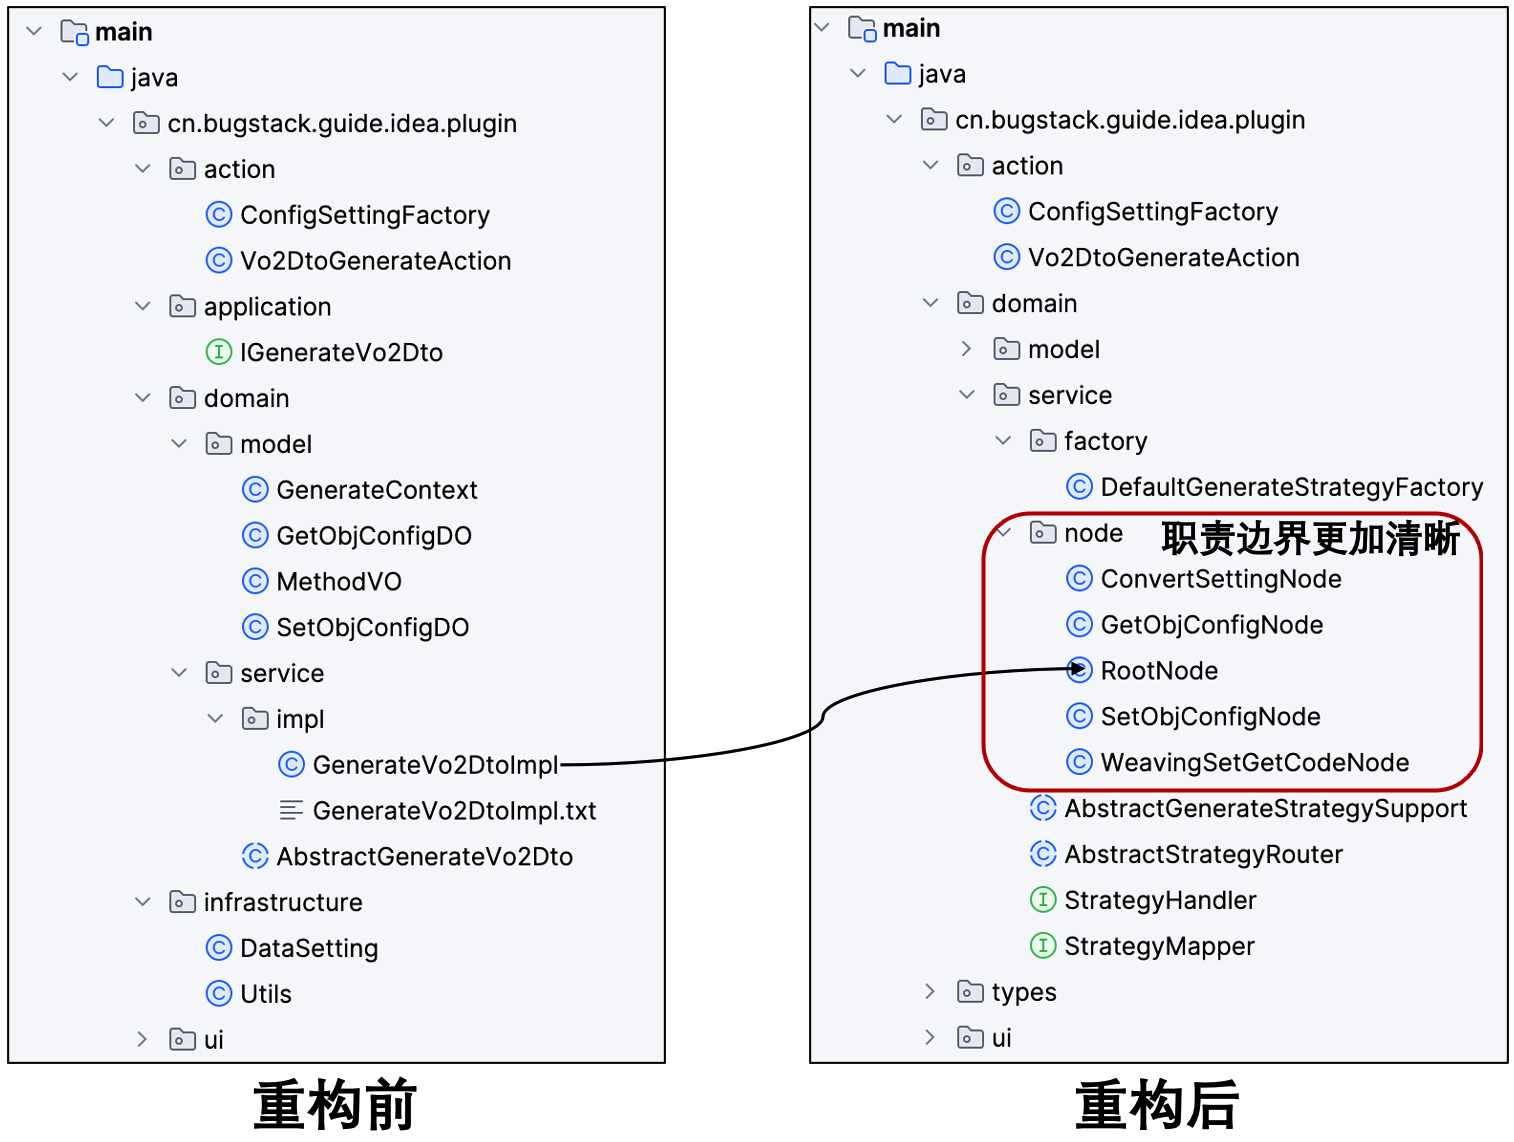 main
java
cn.bugstack.guide.idea.plugin
action
ConfigSettingFactory
Vo2DtoGenerateAction
application
IGenerateVo2Dto
domain
model
GenerateContext
GetObjConfigDO
MethodVO
SetObjConfigDO
service
impl
GenerateVo2DtoImpl
GenerateVo2DtoImpl.txt
AbstractGenerateVo2Dto
infrastructure
DataSetting
Utils
ui
重构前
main
java
cn.bugstack.guide.idea.plugin
action
ConfigSettingFactory
Vo2DtoGenerateAction
domain
model
service
factory
DefaultGenerateStrategyFactory
node 职责边界更加清晰
ConvertSettingNode
GetObjConfigNode
RootNode
SetObjConfigNode
WeavingSetGetCodeNode
AbstractGenerateStrategySupport
AbstractStrategyRouter
StrategyHandler
StrategyMapper
types
ui
重构后